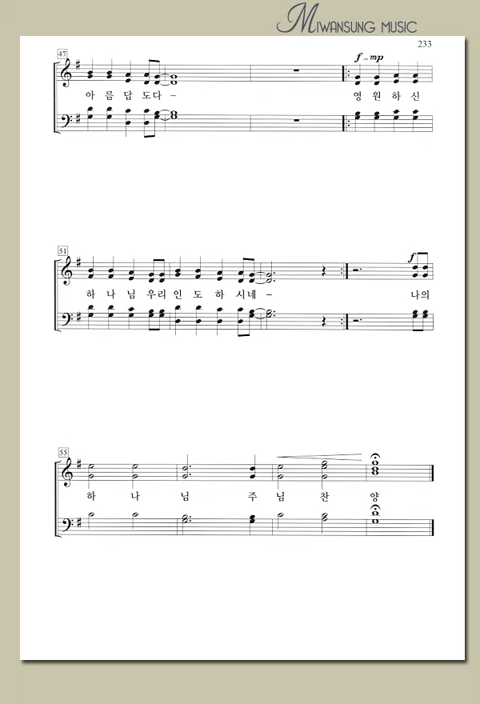 MIWANSUNG MUSIC
233
47
f - mp
아 름 답 도 다 - 영 원 하 신
51
f
하 나 님 우리 인 도 하 시 네 - 나의
55
하 나 님 주 님 찬 양